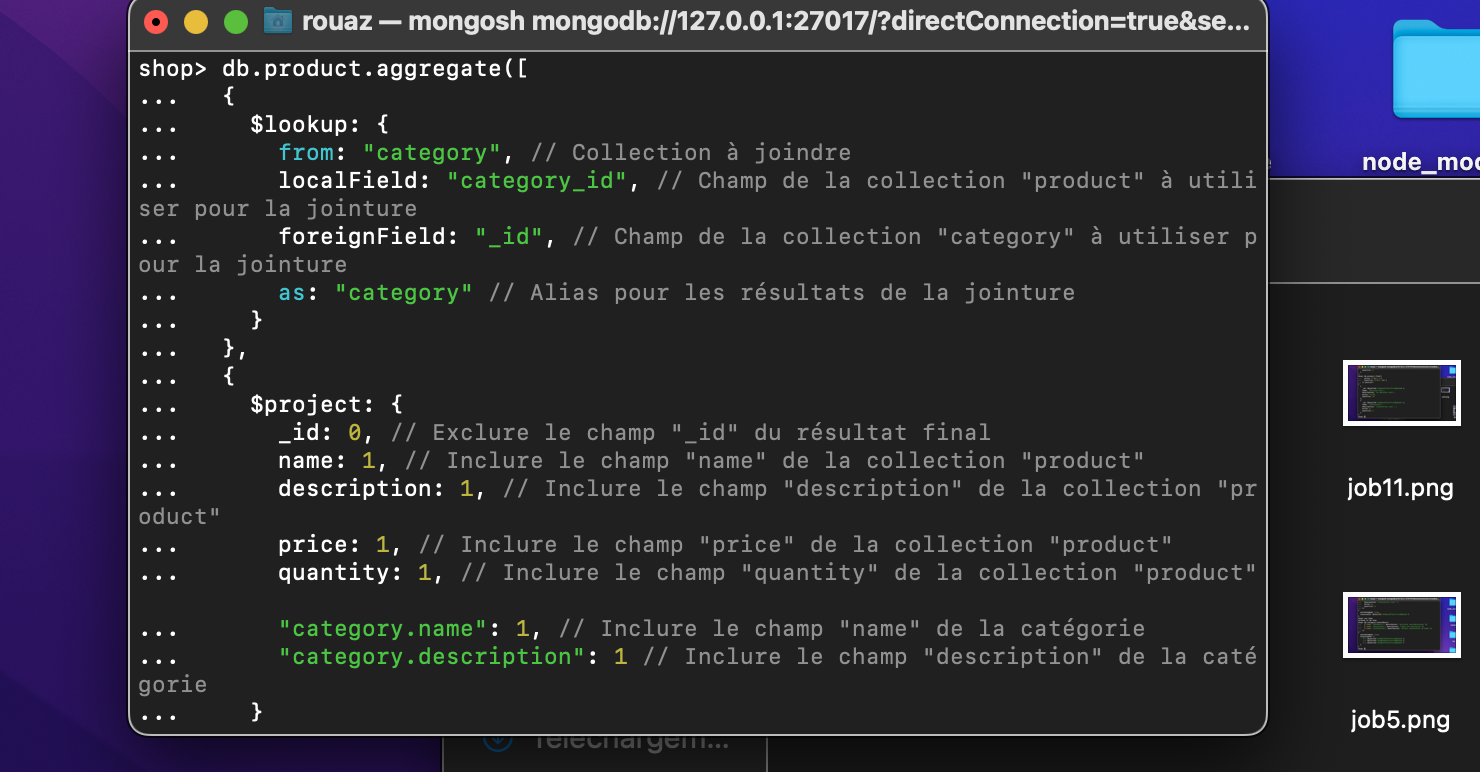 rouaz — mongosh mongodb://127.0.0.1:27017/?directConnection=true&se...
shop> db.product.aggregate([
...   {
...     $lookup: {
...       from: "category", // Collection à joindre
...       localField: "category_id", // Champ de la collection "product" à utili
ser pour la jointure
...       foreignField: "_id", // Champ de la collection "category" à utiliser p
our la jointure
...       as: "category" // Alias pour les résultats de la jointure
...     }
...   },
...   {
...     $project: {
...       _id: 0, // Exclure le champ "_id" du résultat final
...       name: 1, // Inclure le champ "name" de la collection "product"
...       description: 1, // Inclure le champ "description" de la collection "pr
oduct"
...       price: 1, // Inclure le champ "price" de la collection "product"
...       quantity: 1, // Inclure le champ "quantity" de la collection "product"
...       "category.name": 1, // Inclure le champ "name" de la catégorie
...       "category.description": 1 // Inclure le champ "description" de la caté
gorie
...     }
node_moc
job11.png
job5.png
Téléchargem...